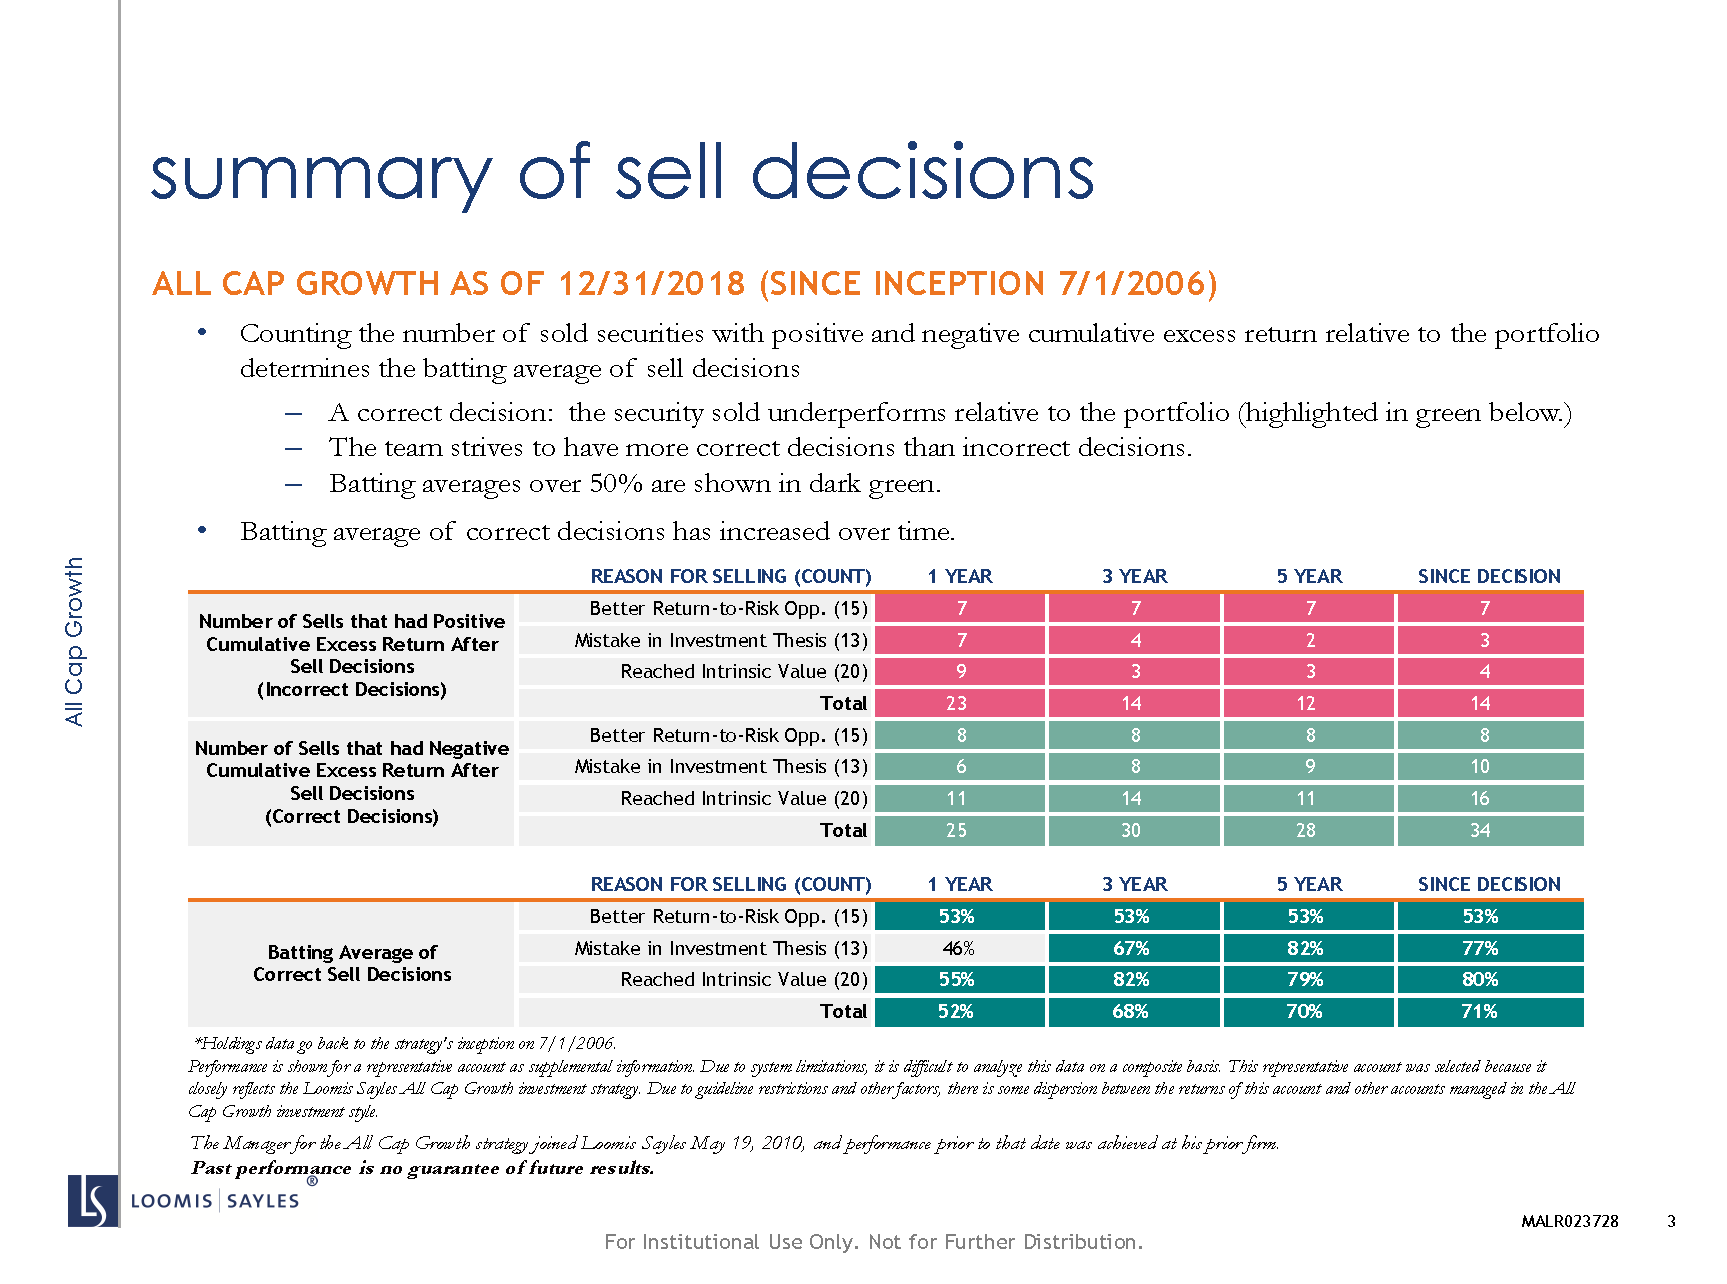 summary of sell decisions
ALL CAP GROWTH AS OF 12/31/2018 (SINCE INCEPTION 7/1/2006)
• Counting the number of sold securities with positive and negative cumulative excess return relative to the portfolio
determines the batting average of sell decisions
– A correct decision: the security sold underperforms relative to the portfolio (highlighted in green below.)
– The team strives to have more correct decisions than incorrect decisions.
– Batting averages over 50% are shown in dark green.
• Batting average of correct decisions has increased over time.
All Cap Growth
REASON FOR SELLING (COUNT) 1 YEAR 3 YEAR 5 YEAR SINCE DECISION
Number of Sells that had Positive
Cumulative Excess Return After
Sell Decisions
(Incorrect Decisions)
Better Return-to-Risk Opp. (15) 7 7 7 7
Mistake in Investment Thesis (13) 7 4 2 3
Reached Intrinsic Value (20) 9 3 3 4
Total 23 14 12 14
Number of Sells that had Negative
Cumulative Excess Return After
Sell Decisions
(Correct Decisions)
Better Return-to-Risk Opp. (15) 8 8 8 8
Mistake in Investment Thesis (13) 6 8 9 10
Reached Intrinsic Value (20) 11 14 11 16
Total 25 30 28 34
REASON FOR SELLING (COUNT) 1 YEAR 3 YEAR 5 YEAR SINCE DECISION
Batting Average of
Correct Sell Decisions
Better Return-to-Risk Opp. (15) 53% 53% 53% 53%
Mistake in Investment Thesis (13) 46% 67% 82% 77%
Reached Intrinsic Value (20) 55% 82% 79% 80%
Total 52% 68% 70% 71%
*Holdings data go back to the strategy's inception on 7/1/2006.
Performance is shown for a representative account as supplemental information. Due to system limitations, it is difficult to analyze this data on a composite basis. This representative account was selected because it
closely reflects the Loomis Sayles All Cap Growth investment strategy. Due to guideline restrictions and other factors, there is some dispersion between the returns of this account and other accounts managed in the All
Cap Growth investment style.
The Manager for the All Cap Growth strategy joined Loomis Sayles May 19, 2010, and performance prior to that date was achieved at his prior firm.
Past performance is no guarantee of future results.
LS LOOMIS | SAYLES ®
MALR023728 3
For Institutional Use Only. Not for Further Distribution.